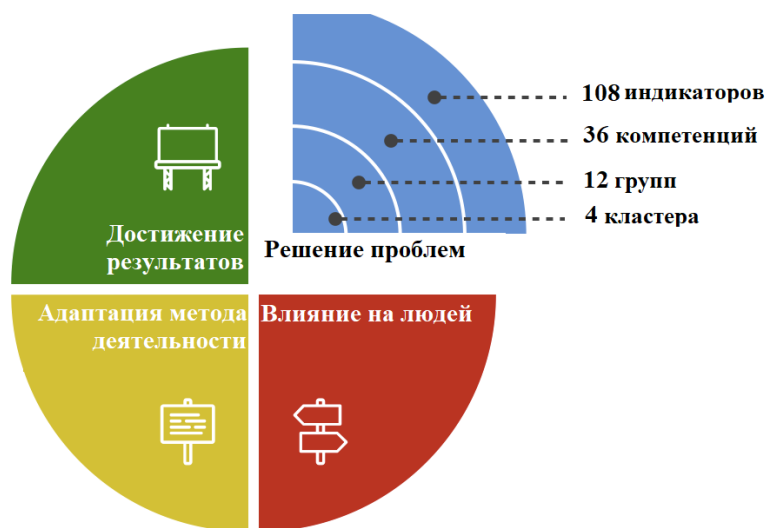 108 индикаторов
36 компетенций
12 групп
4 кластера
Достижение
результатов
Решение проблем
Адаптация метода
деятельности
Влияние на людей